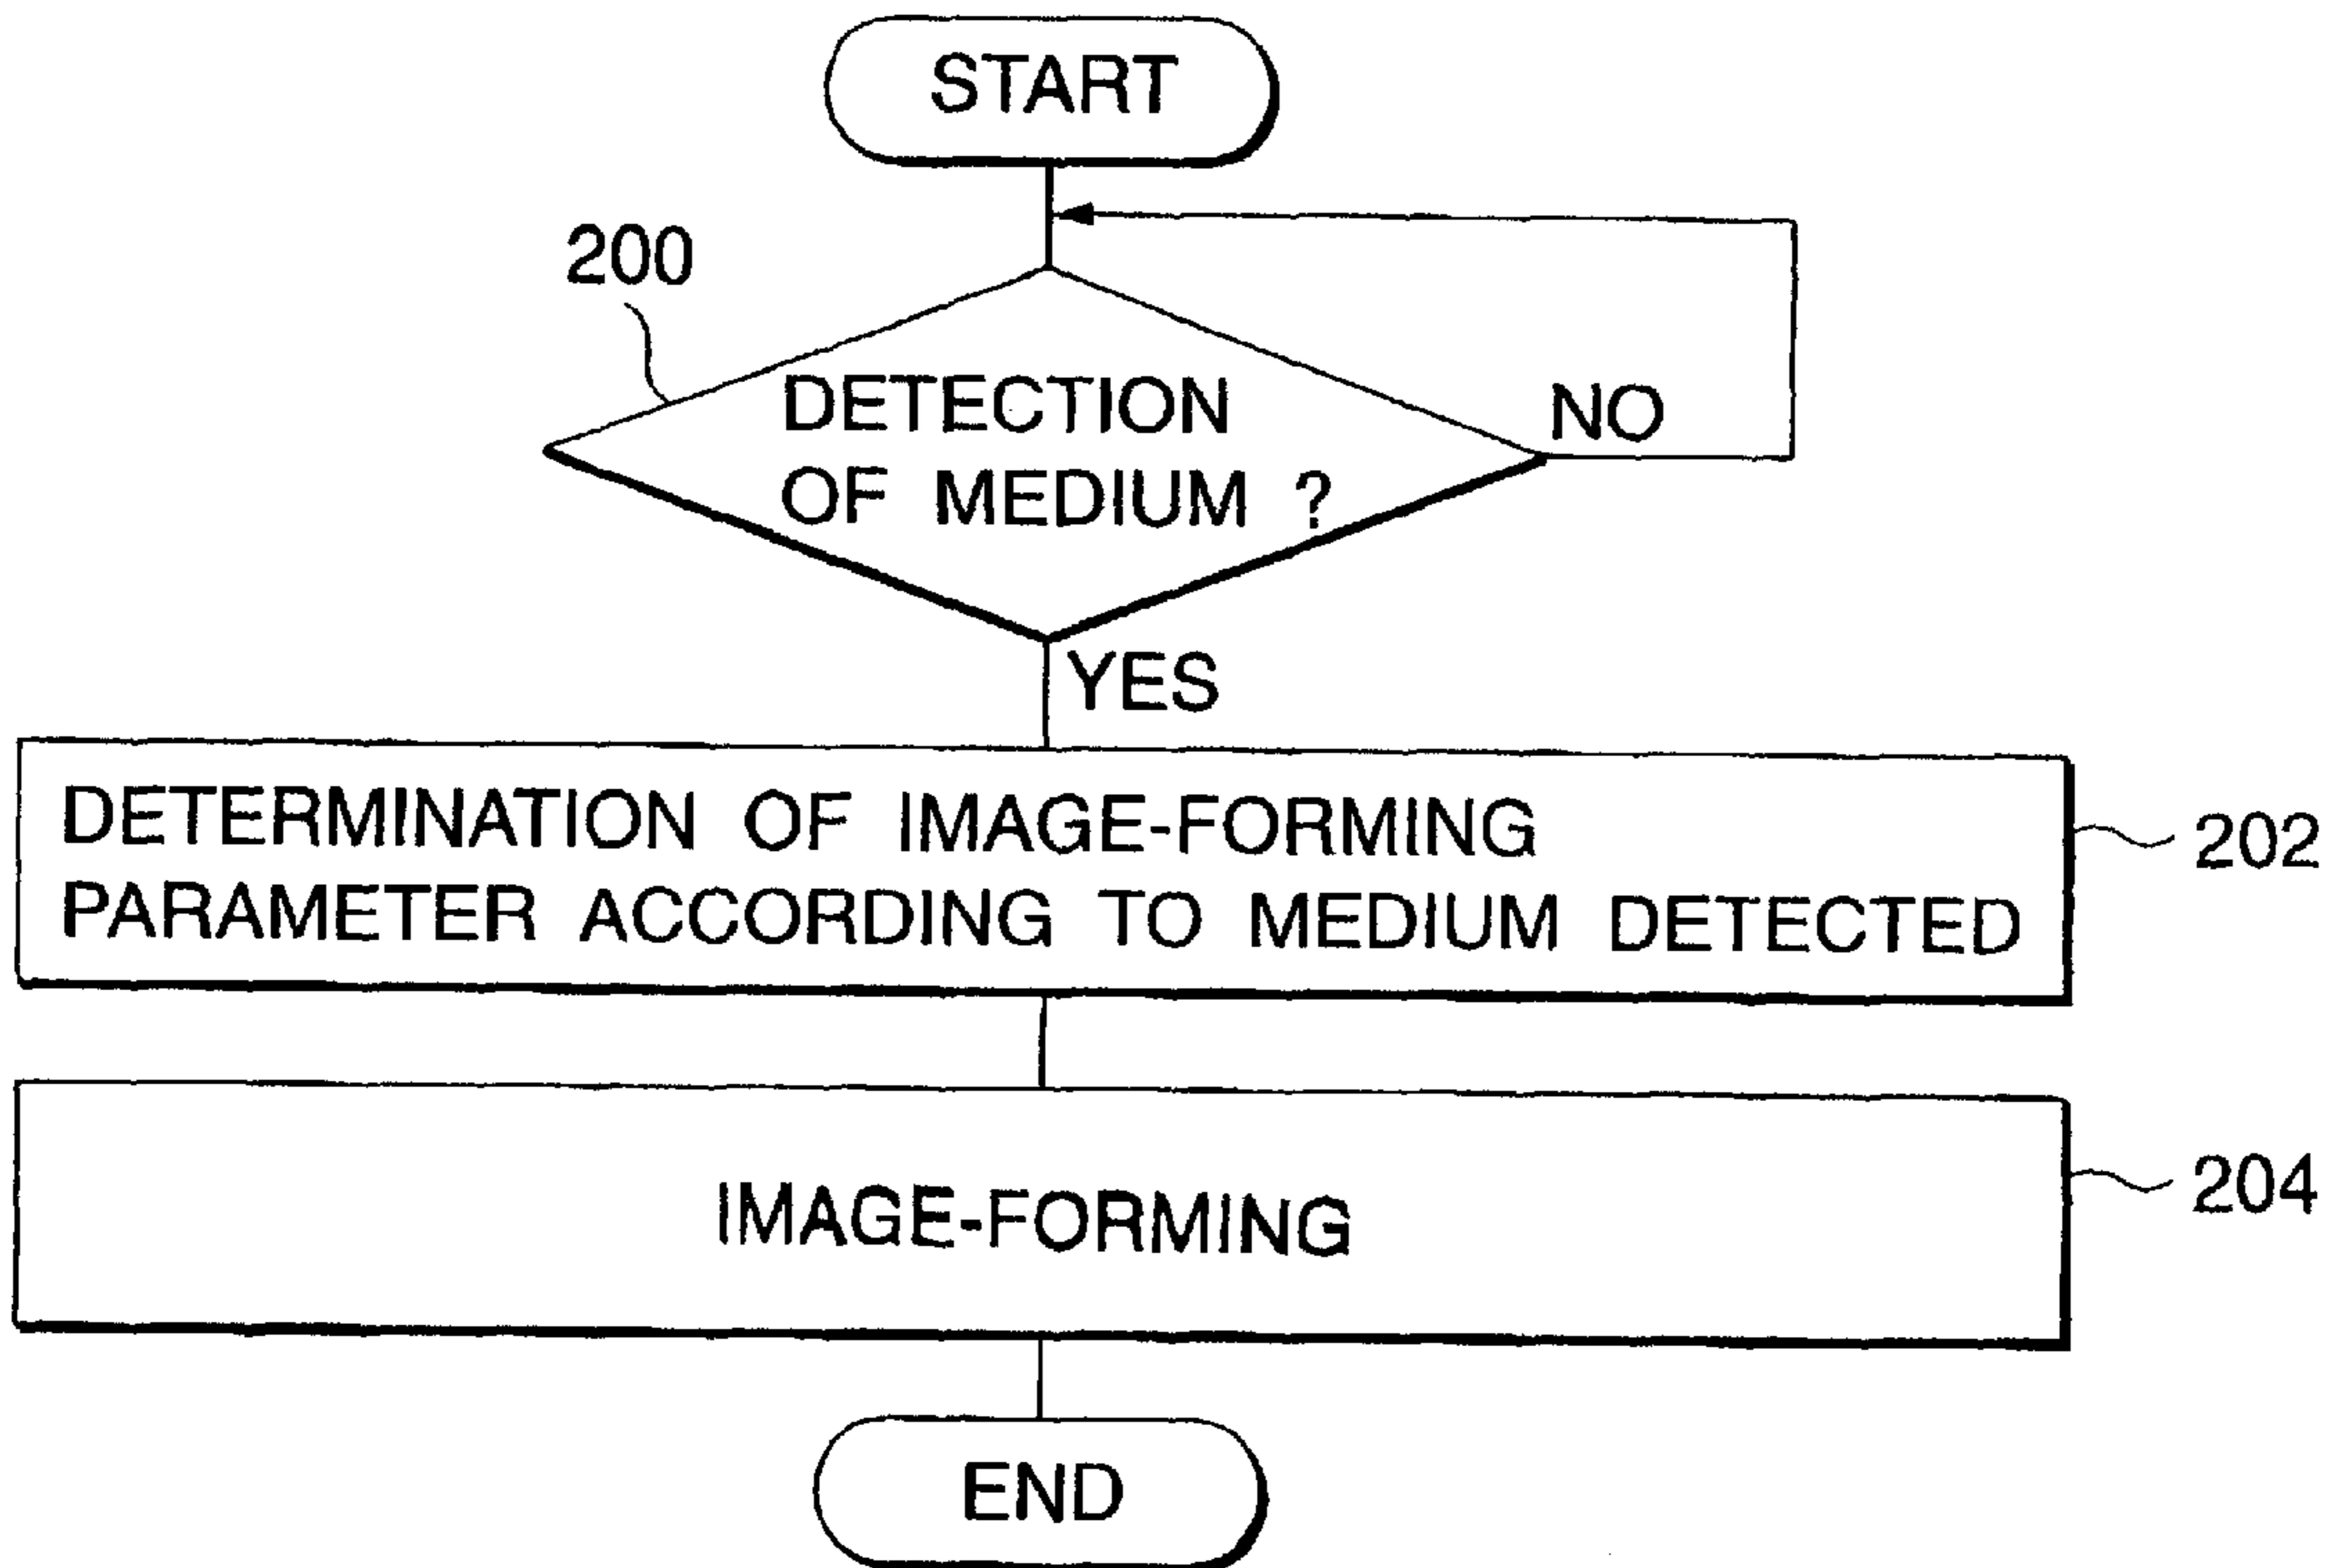 START
200
DETECTION
OF MEDIUM ?
NO
YES
DETERMINATION OF IMAGE-FORMING
PARAMETER ACCORDING TO MEDIUM DETECTED
202
IMAGE-FORMING
204
END